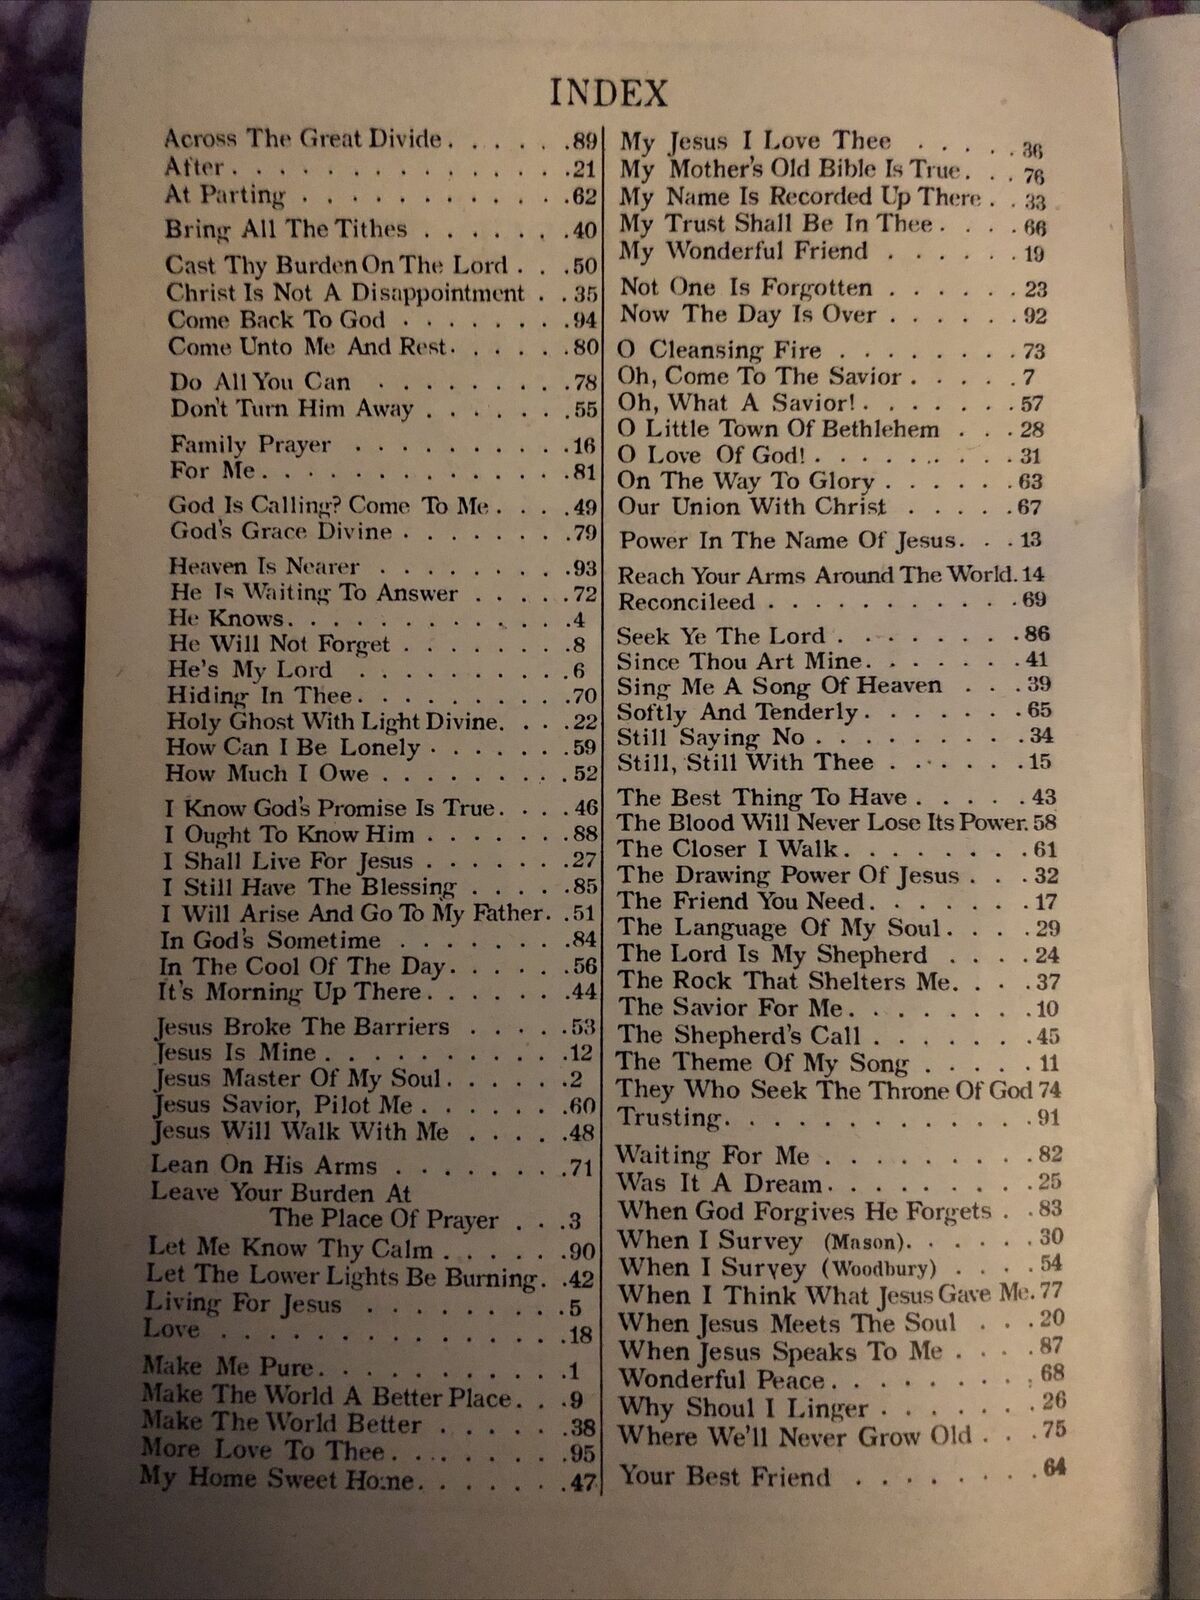 INDEX
Across The Great Divide. . . . . . .89
After. . . . . . . . . . . . . . .21
At Parting . . . . . . . . . . . .62
Bring All The Tithes . . . . . . .40
Cast Thy Burden On The Lord . . .50
Christ Is Not A Disappointment . .35
Come Back To God . . . . . . . .94
Come Unto Me And Rest. . . . . .80
Do All You Can . . . . . . . . .78
Don't Turn Him Away . . . . . . .55
Family Prayer . . . . . . . . . .16
For Me. . . . . . . . . . . . . .81
God Is Calling? Come To Me. . . .49
God's Grace Divine . . . . . . . .79
Heaven Is Nearer . . . . . . . . .93
He Is Waiting To Answer . . . . .72
He Knows. . . . . . . . . . . . .4
He Will Not Forget . . . . . . . .8
He's My Lord . . . . . . . . . .6
Hiding In Thee. . . . . . . . . .70
Holy Ghost With Light Divine. . . .22
How Can I Be Lonely . . . . . . .59
How Much I Owe . . . . . . . . .52
I Know God's Promise Is True. . . .46
I Ought To Know Him . . . . . . .88
I Shall Live For Jesus . . . . . . .27
I Still Have The Blessing . . . . .85
I Will Arise And Go To My Father. .51
In God's Sometime . . . . . . . .84
In The Cool Of The Day. . . . . .56
It's Morning Up There. . . . . . .44
Jesus Broke The Barriers . . . . .53
Jesus Is Mine . . . . . . . . . . .12
Jesus Master Of My Soul. . . . . .2
Jesus Savior, Pilot Me . . . . . . .60
Jesus Will Walk With Me . . . . .48
Lean On His Arms . . . . . . . .71
Leave Your Burden At
The Place Of Prayer . . .3
Let Me Know Thy Calm . . . . . .90
Let The Lower Lights Be Burning. .42
Living For Jesus . . . . . . . . .5
Love . . . . . . . . . . . . . . .18
Make Me Pure. . . . . . . . . . .1
Make The World A Better Place. . .9
Make The World Better . . . . . .38
More Love To Thee. . . . . . . .95
My Home Sweet Home. . . . . . .47
My Jesus I Love Thee . . . . .36
My Mother's Old Bible Is True. . .76
My Name Is Recorded Up There . .33
My Trust Shall Be In Thee. . . .66
My Wonderful Friend . . . . . .19
Not One Is Forgotten . . . . . .23
Now The Day Is Over . . . . . .92
O Cleansing Fire . . . . . . . .73
Oh, Come To The Savior . . . . .7
Oh, What A Savior! . . . . . . .57
O Little Town Of Bethlehem . . .28
O Love Of God! . . . . . . . . .31
On The Way To Glory . . . . . .63
Our Union With Christ . . . . .67
Power In The Name Of Jesus. . .13
Reach Your Arms Around The World.14
Reconcileed . . . . . . . . . . .69
Seek Ye The Lord . . . . . . . .86
Since Thou Art Mine. . . . . . .41
Sing Me A Song Of Heaven . . .39
Softly And Tenderly. . . . . . .65
Still Saying No . . . . . . . . .34
Still, Still With Thee . . . . . .15
The Best Thing To Have . . . . .43
The Blood Will Never Lose Its Power.58
The Closer I Walk. . . . . . . .61
The Drawing Power Of Jesus . . .32
The Friend You Need. . . . . . .17
The Language Of My Soul. . . .29
The Lord Is My Shepherd . . . .24
The Rock That Shelters Me. . . .37
The Savior For Me. . . . . . . .10
The Shepherd's Call . . . . . . .45
The Theme Of My Song . . . . .11
They Who Seek The Throne Of God 74
Trusting. . . . . . . . . . . . .91
Waiting For Me . . . . . . . . .82
Was It A Dream. . . . . . . . .25
When God Forgives He Forgets . .83
When I Survey (Mason). . . . . .30
When I Survey (Woodbury) . . . .54
When I Think What Jesus Gave Me.77
When Jesus Meets The Soul . . .20
When Jesus Speaks To Me . . . .87
Wonderful Peace. . . . . . . . .68
Why Shoul I Linger . . . . . . .26
Where We'll Never Grow Old . . .75
Your Best Friend . . . . . . . .64